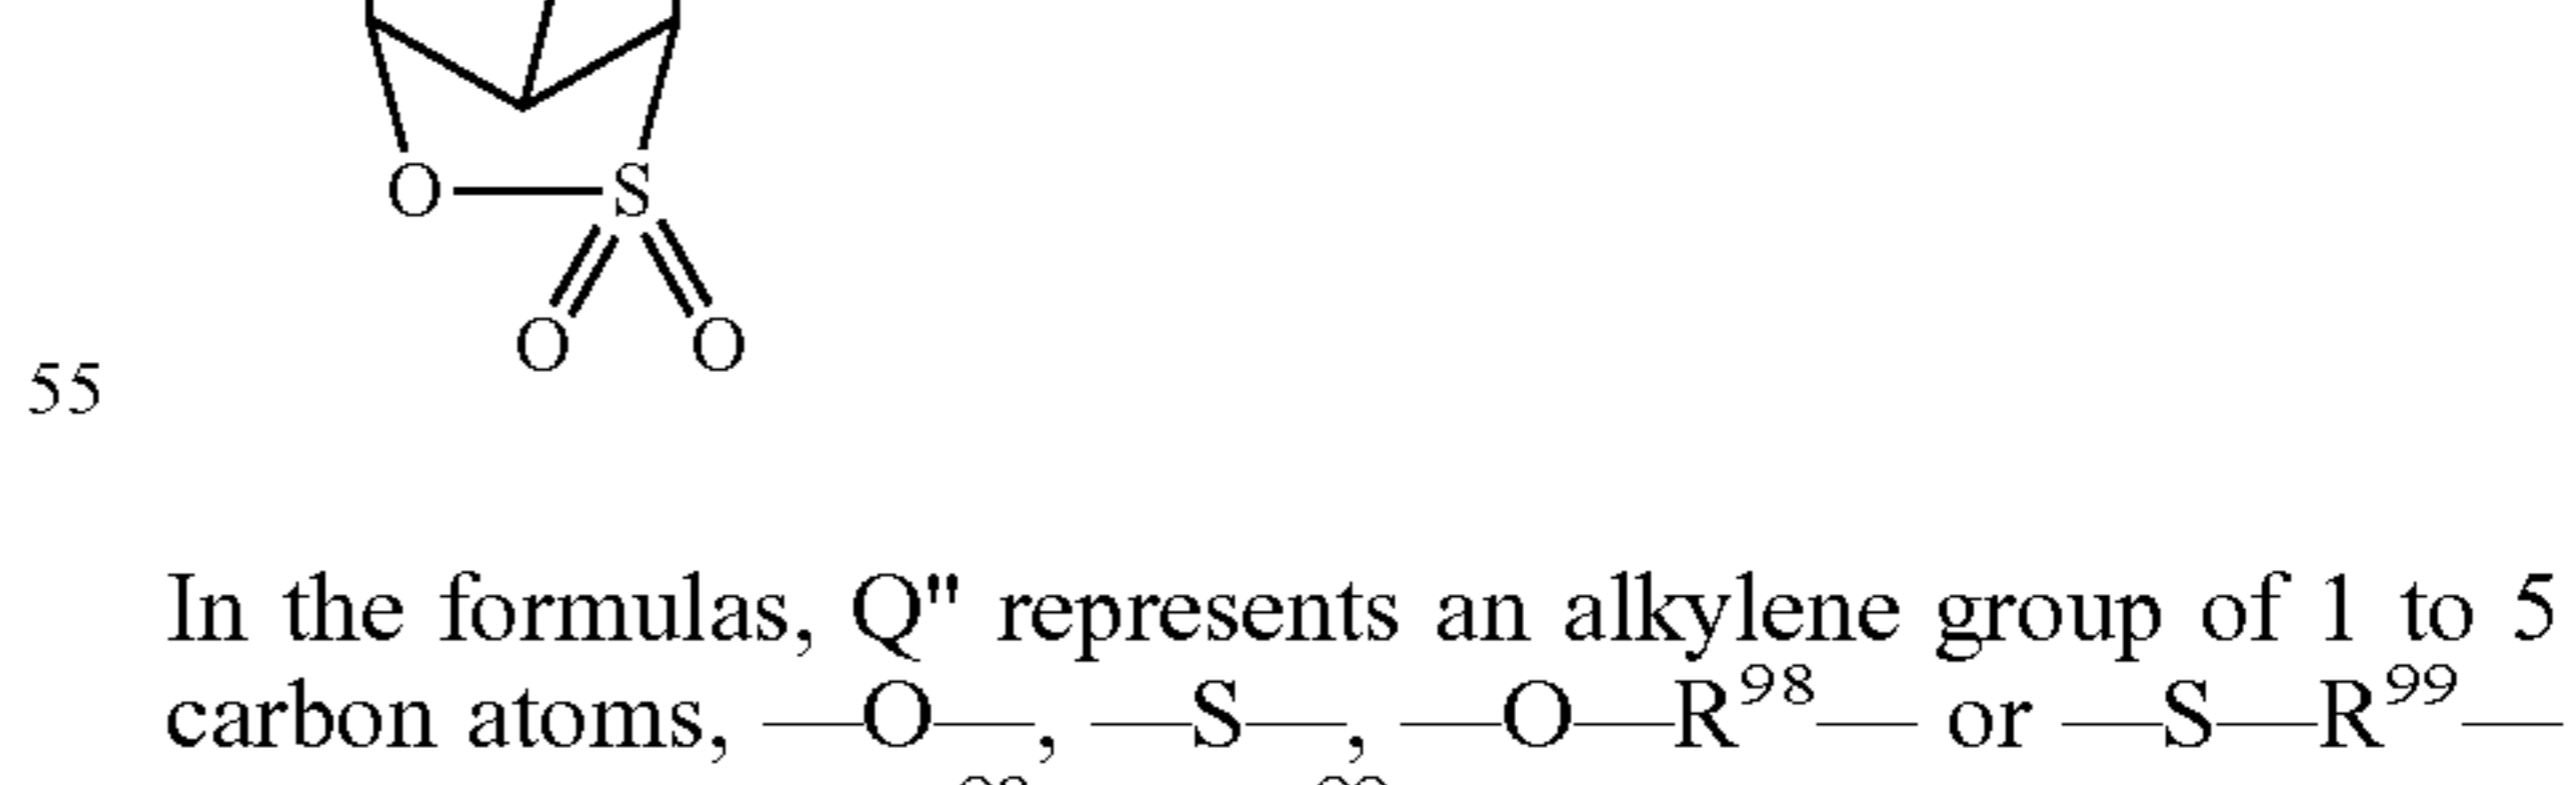 O—S
O O
55
In the formulas, Q" represents an alkylene group of 1 to 5
carbon atoms, —O—, —S—, —O—R⁹⁸— or —S—R⁹⁹—